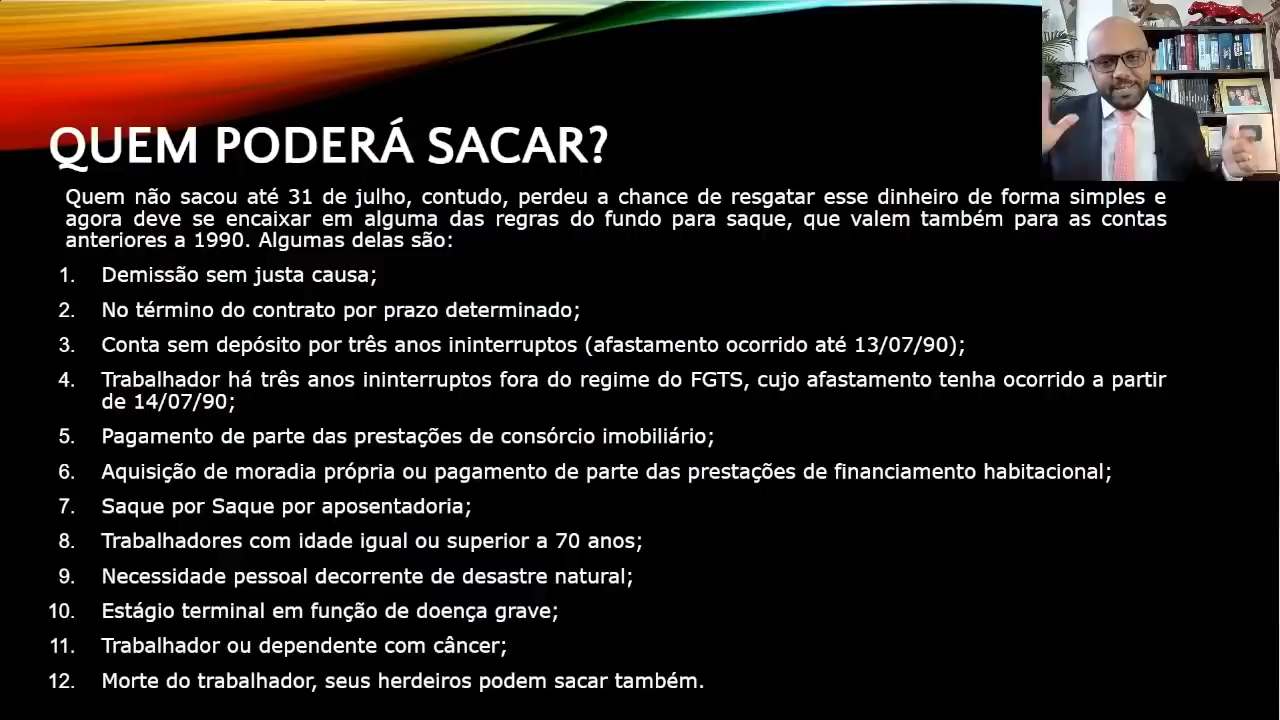 QUEM PODERÁ SACAR?
Quem não sacou até 31 de julho, contudo, perdeu a chance de resgatar esse dinheiro de forma simples e
agora deve se encaixar em alguma das regras do fundo para saque, que valem também para as contas
anteriores a 1990. Algumas delas são:
1. Demissão sem justa causa;
2. No término do contrato por prazo determinado;
3. Conta sem depósito por três anos ininterruptos (afastamento ocorrido até 13/07/90);
4. Trabalhador há três anos ininterruptos fora do regime do FGTS, cujo afastamento tenha ocorrido a partir
de 14/07/90;
5. Pagamento de parte das prestações de consórcio imobiliário;
6. Aquisição de moradia própria ou pagamento de parte das prestações de financiamento habitacional;
7. Saque por Saque por aposentadoria;
8. Trabalhadores com idade igual ou superior a 70 anos;
9. Necessidade pessoal decorrente de desastre natural;
10. Estágio terminal em função de doença grave;
11. Trabalhador ou dependente com câncer;
12. Morte do trabalhador, seus herdeiros podem sacar também.